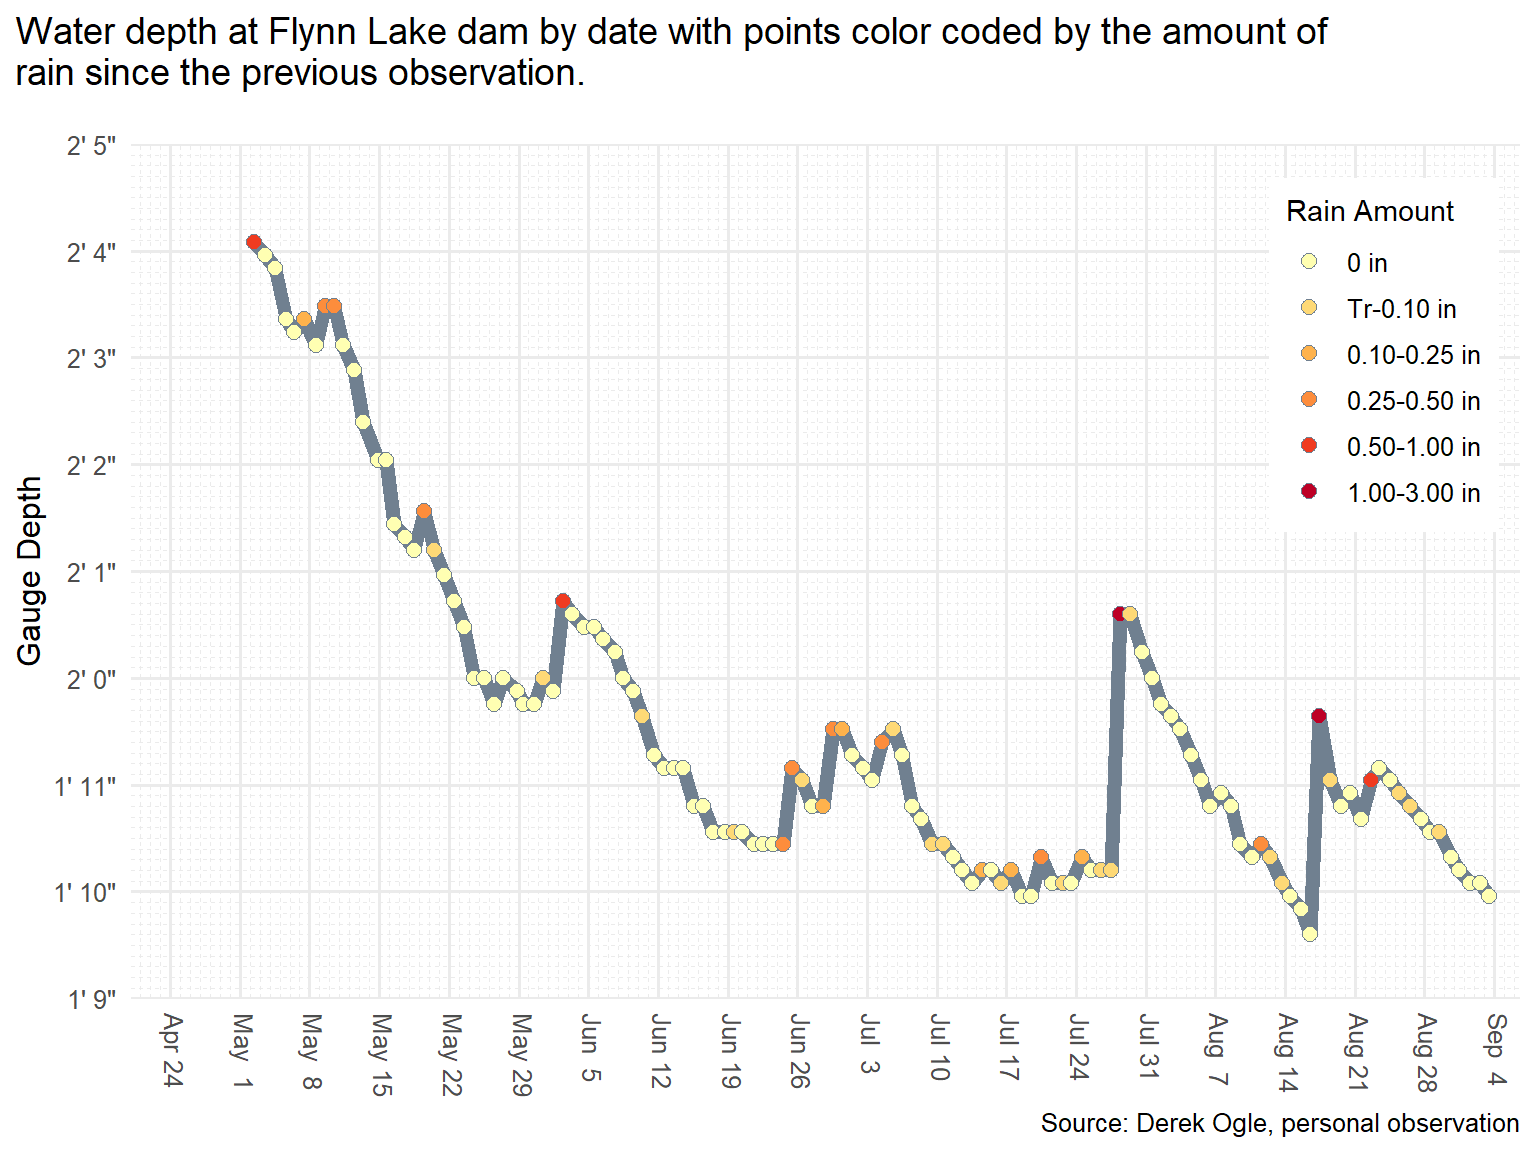 Water depth at Flynn Lake dam by date with points color coded by the amount of
rain since the previous observation.
2' 5"
2' 4"
2' 3"
2' 2"
2' 1"
2' 0"
1' 11"
1' 10"
1' 9"
Gauge Depth
Rain Amount
0 in
Tr-0.10 in
0.10-0.25 in
0.25-0.50 in
0.50-1.00 in
1.00-3.00 in
Apr 24
May 1
May 8
May 15
May 22
May 29
Jun 5
Jun 12
Jun 19
Jun 26
Jul 3
Jul 10
Jul 17
Jul 24
Jul 31
Aug 7
Aug 14
Aug 21
Aug 28
Sep 4
Source: Derek Ogle, personal observation